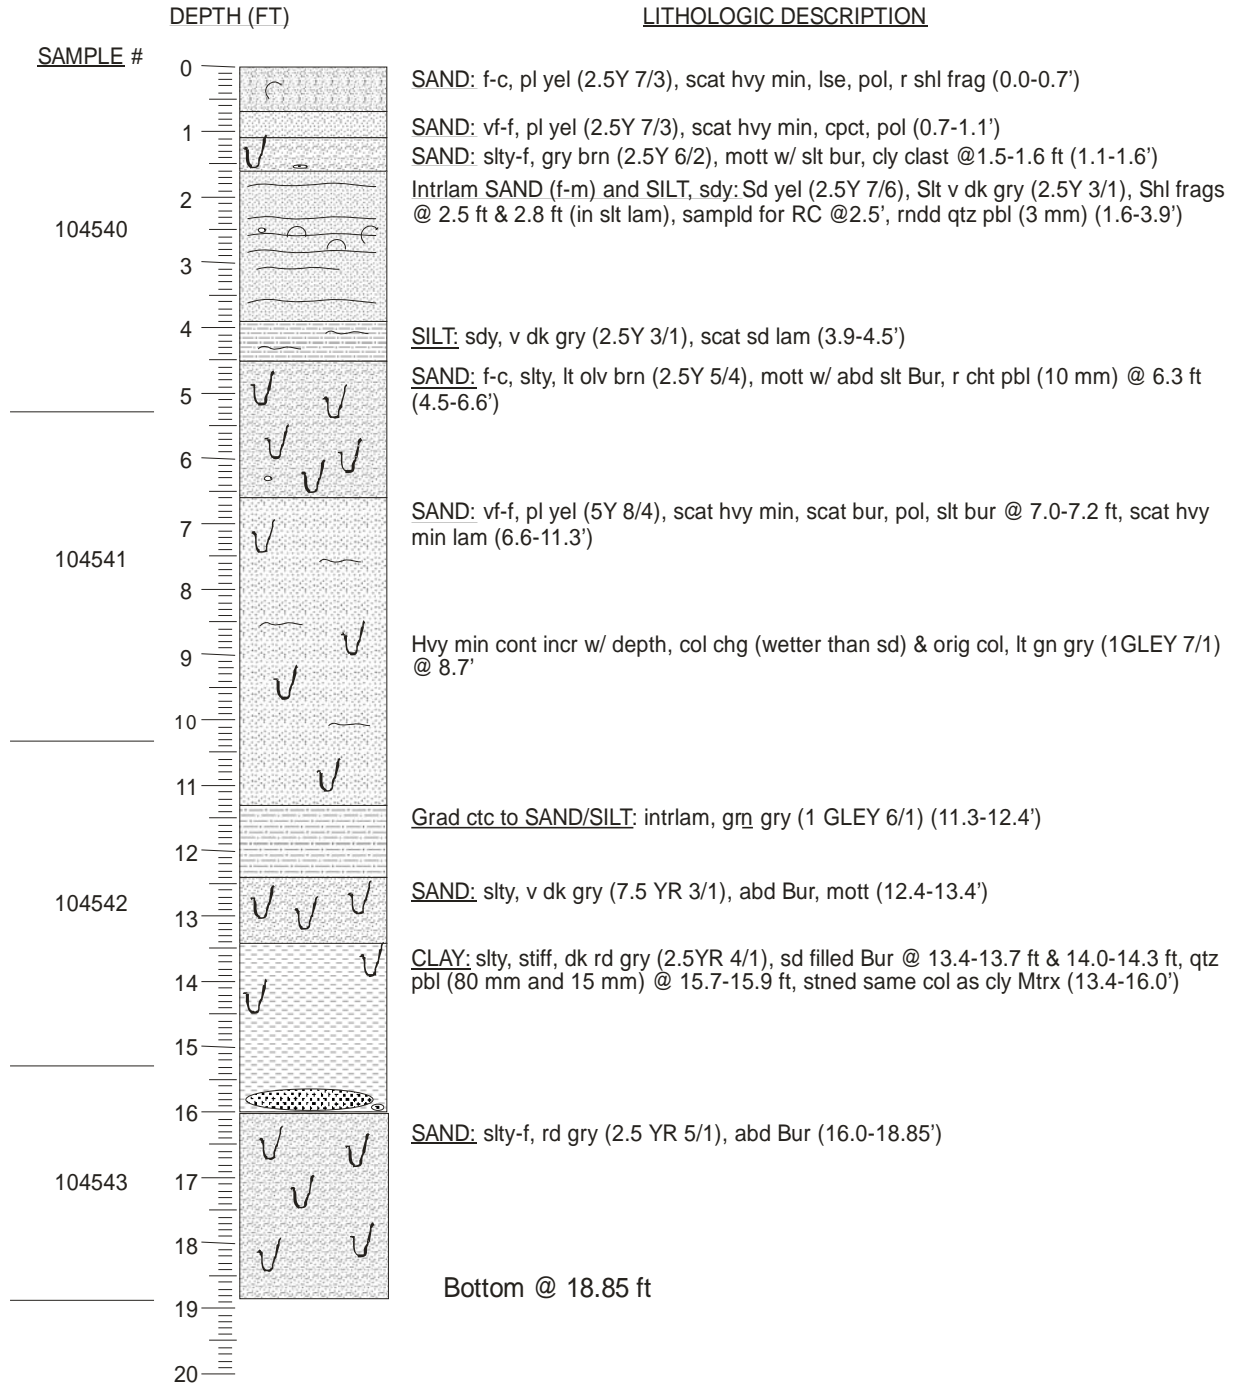 DEPTH (FT)
LITHOLOGIC DESCRIPTION
SAMPLE #
0
SAND: f-c, pl yel (2.5Y 7/3), scat hvy min, lse, pol, r shl frag (0.0-0.7’)
1
SAND: vf-f, pl yel (2.5Y 7/3), scat hvy min, cpct, pol (0.7-1.1’)
SAND: slty-f, gry brn (2.5Y 6/2), mott w/ slt bur, cly clast @1.5-1.6 ft (1.1-1.6’)
2
Intrlam SAND (f-m) and SILT, sdy: Sd yel (2.5Y 7/6), Slt v dk gry (2.5Y 3/1), Shl frags
@ 2.5 ft & 2.8 ft (in slt lam), sampld for RC @2.5’, rndd qtz pbl (3 mm) (1.6-3.9’)
104540
3
4
SILT: sdy, v dk gry (2.5Y 3/1), scat sd lam (3.9-4.5’)
SAND: f-c, slty, lt olv brn (2.5Y 5/4), mott w/ abd slt Bur, r cht pbl (10 mm) @ 6.3 ft
(4.5-6.6’)
5
6
7
SAND: vf-f, pl yel (5Y 8/4), scat hvy min, scat bur, pol, slt bur @ 7.0-7.2 ft, scat hvy
min lam (6.6-11.3’)
104541
8
9
Hvy min cont incr w/ depth, col chg (wetter than sd) & orig col, lt gn gry (1GLEY 7/1)
@ 8.7’
10
11
Grad ctc to SAND/SILT: intrlam, grn gry (1 GLEY 6/1) (11.3-12.4’)
12
SAND: slty, v dk gry (7.5 YR 3/1), abd Bur, mott (12.4-13.4’)
104542
13
CLAY: slty, stiff, dk rd gry (2.5YR 4/1), sd filled Bur @ 13.4-13.7 ft & 14.0-14.3 ft, qtz
pbl (80 mm and 15 mm) @ 15.7-15.9 ft, stned same col as cly Mtrx (13.4-16.0’)
14
15
16
SAND: slty-f, rd gry (2.5 YR 5/1), abd Bur (16.0-18.85’)
104543
17
18
Bottom @ 18.85 ft
19
20